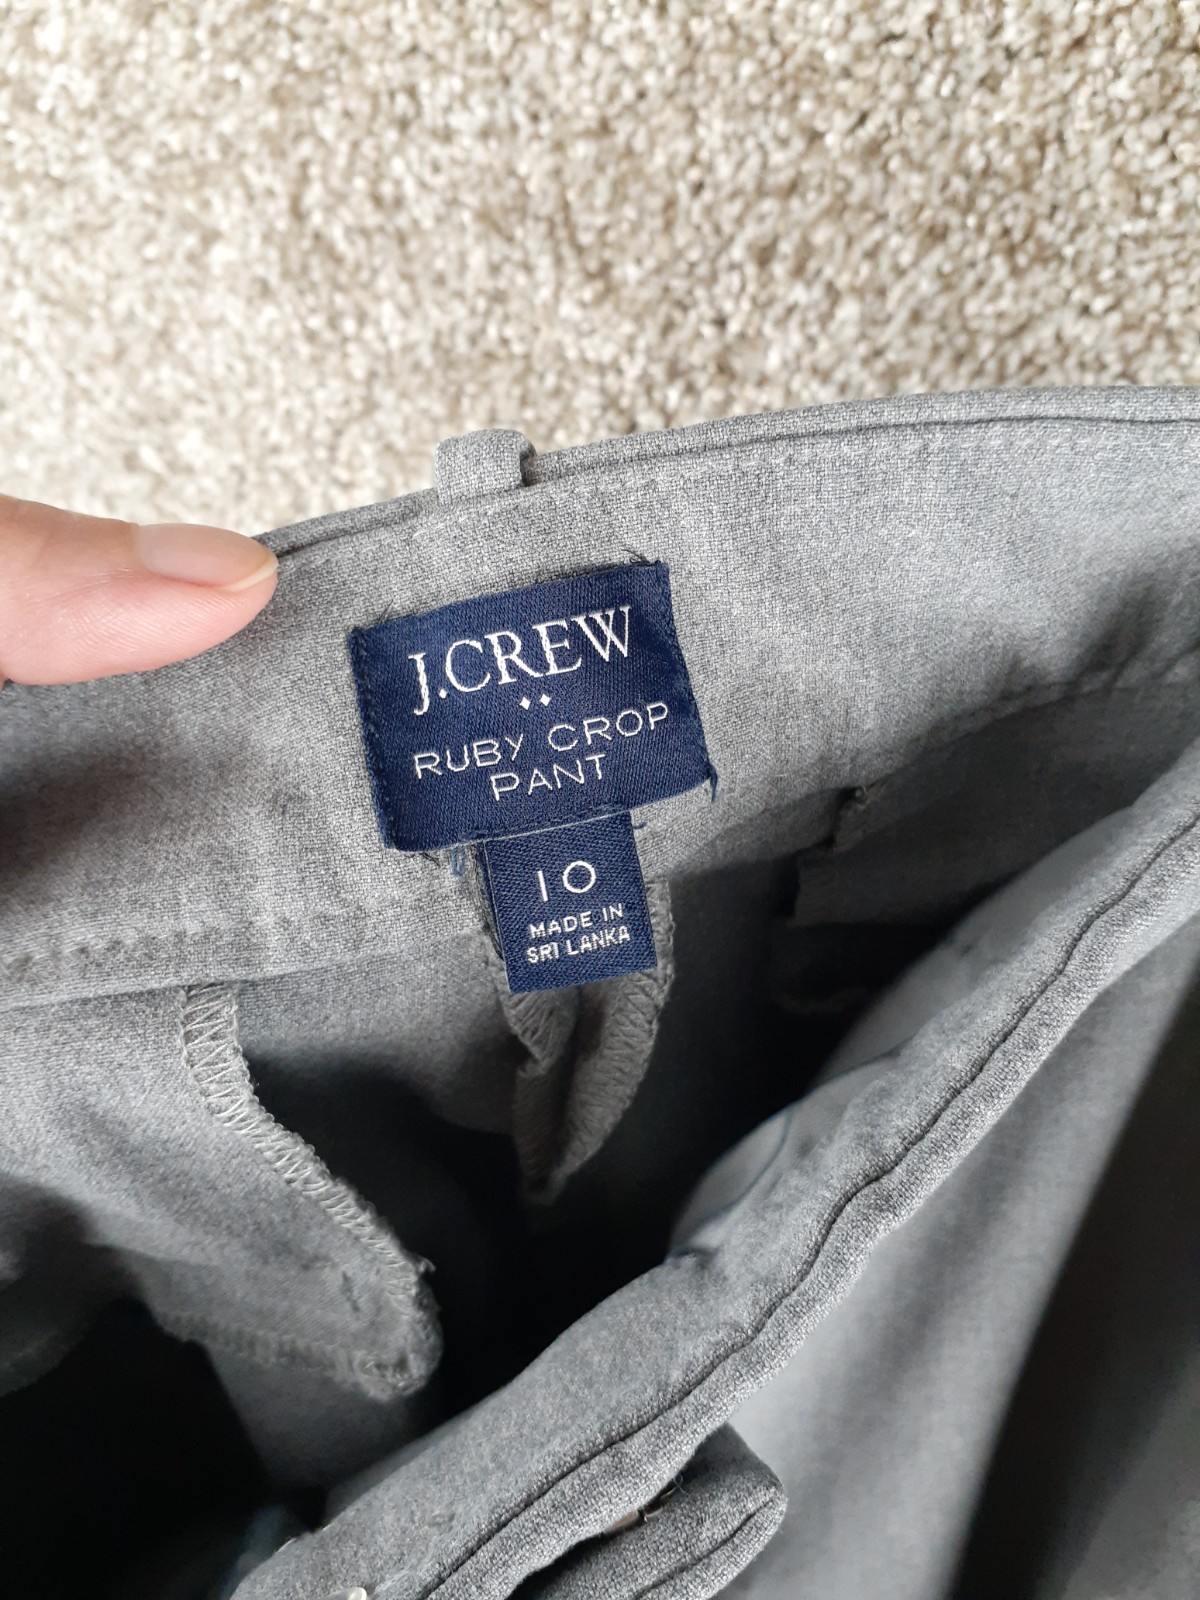 J.CREW
RUBY CROP
PANT
10
MADE IN
SRI LANKA